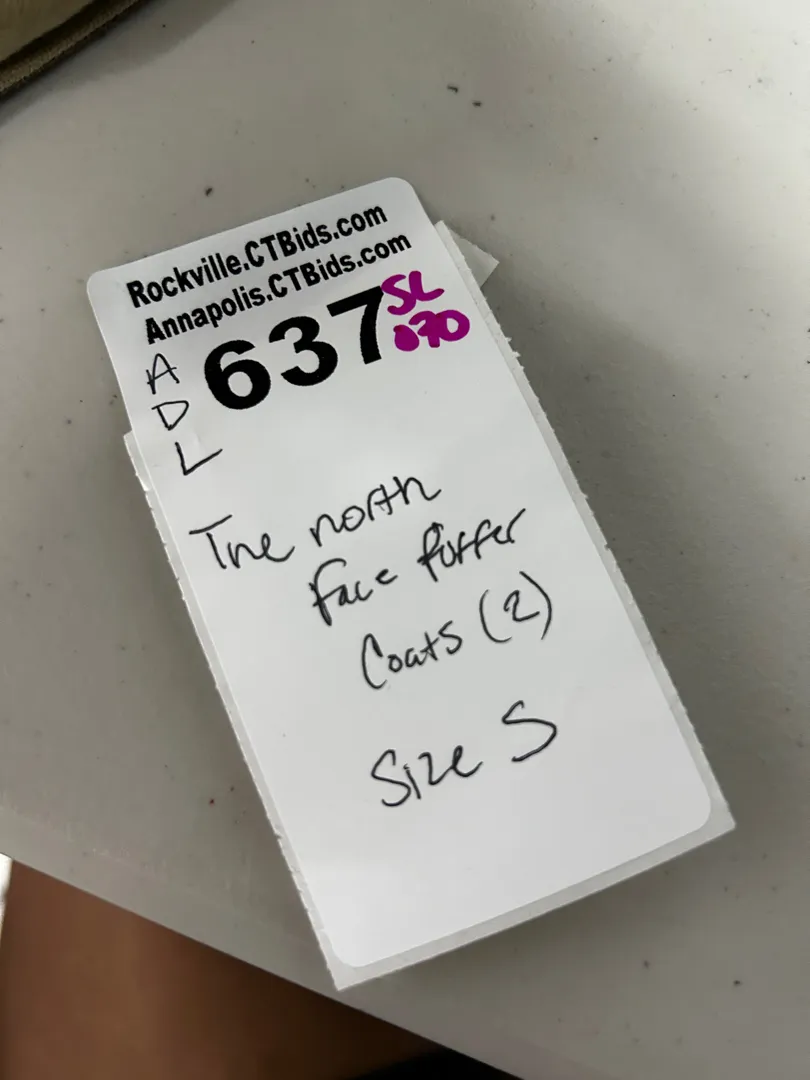 Rockville.CTBids.com
Annapolis.CTBids.com
637 SL
070
A
D
L
The north
Face Puffer
Coats (2)
Size S